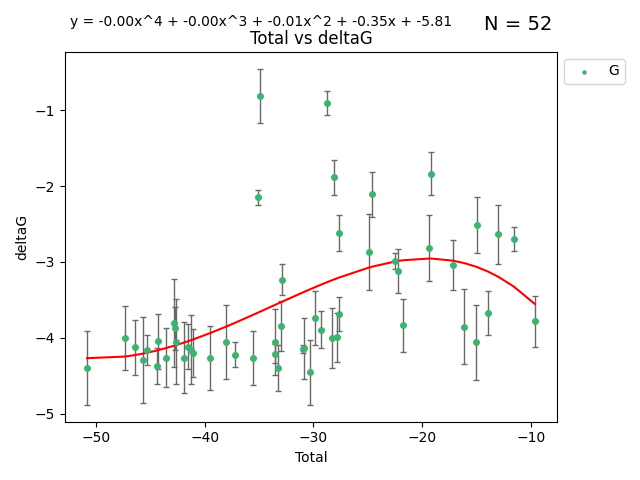 y = -0.00x^4 + -0.00x^3 + -0.01x^2 + -0.35x + -5.81
N = 52
Total vs deltaG
G
deltaG
−1
−2
−3
−4
−5
−50
−40
−30
−20
−10
Total